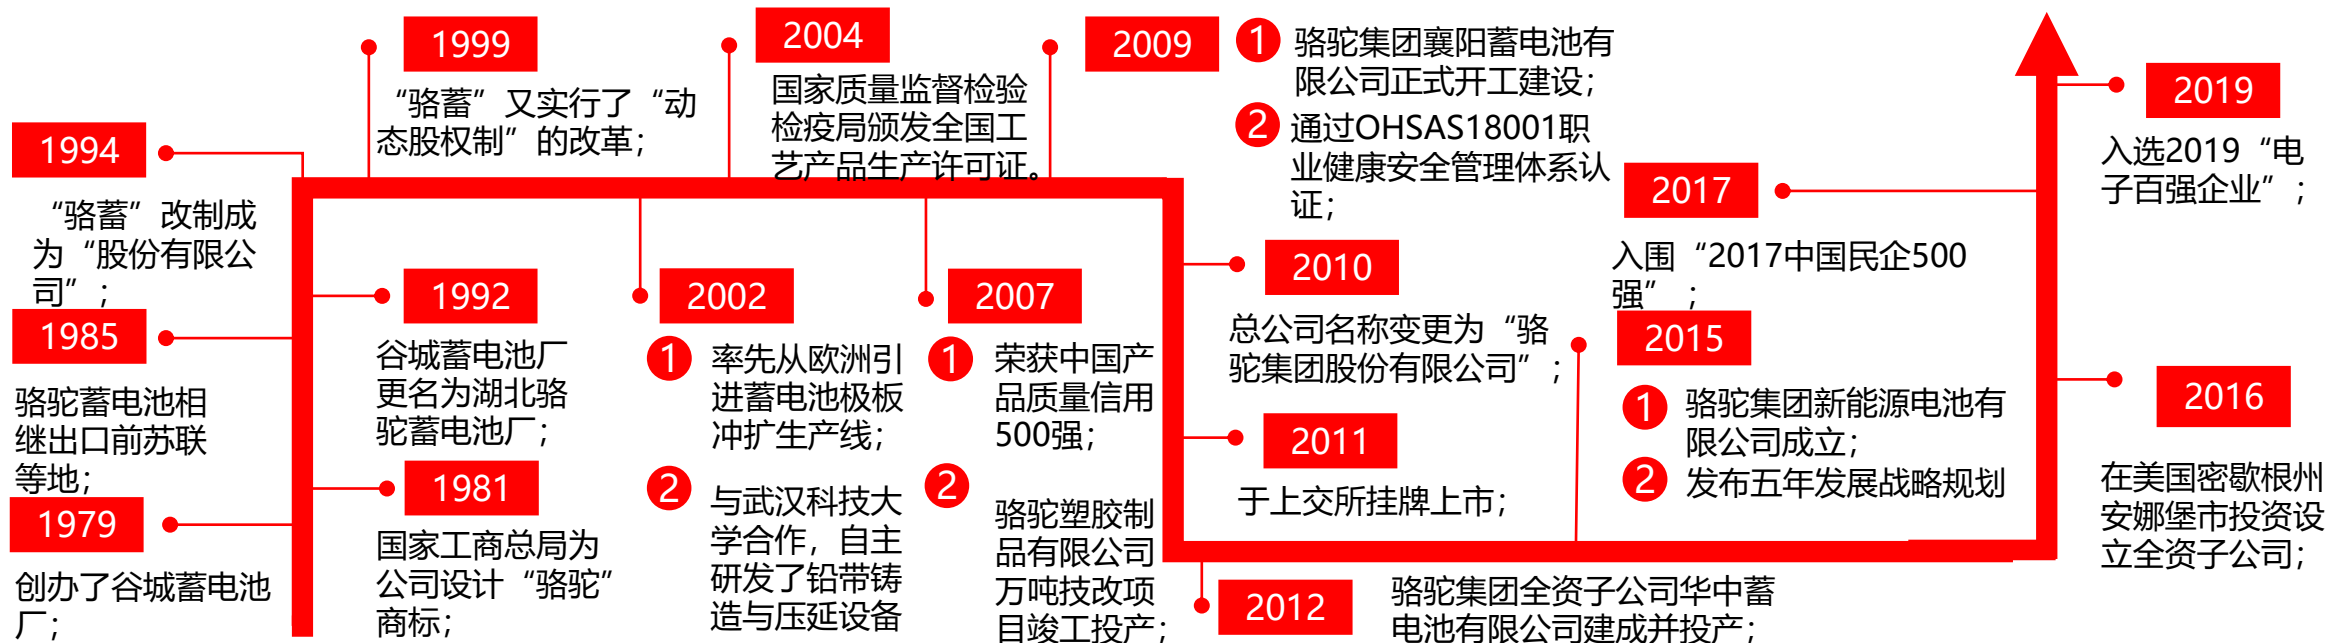 1979
创办了谷城蓄电池
厂；
1981
国家工商总局为
公司设计“骆驼”
商标；
1985
骆驼蓄电池相
继出口前苏联
等地；
1992
谷城蓄电池厂
更名为湖北骆
驼蓄电池厂；
1994
“骆蓄”改制成
为“股份有限公
司”；
1999
“骆蓄”又实行了“动
态股权制”的改革；
2002
1 率先从欧洲引
进蓄电池极板
冲扩生产线；
2 与武汉科技大
学合作，自主
研发了铅带铸
造与压延设备
2004
国家质量监督检验
检疫局颁发全国工
艺产品生产许可证。
2007
1 荣获中国产
品质量信用
500强；
2 骆驼塑胶制
品有限公司
万吨技改项
目竣工投产；
2009
1 骆驼集团襄阳蓄电池有
限公司正式开工建设；
2 通过OHSAS18001职
业健康安全管理体系认
证；
2010
总公司名称变更为“骆
驼集团股份有限公司”；
2011
于上交所挂牌上市；
2012
骆驼集团全资子公司华中蓄
电池有限公司建成并投产；
2015
1 骆驼集团新能源电池有
限公司成立；
2 发布五年发展战略规划
2016
在美国密歇根州
安娜堡市投资设
立全资子公司；
2017
入围“2017中国民企500
强”；
2019
入选2019“电
子百强企业”；